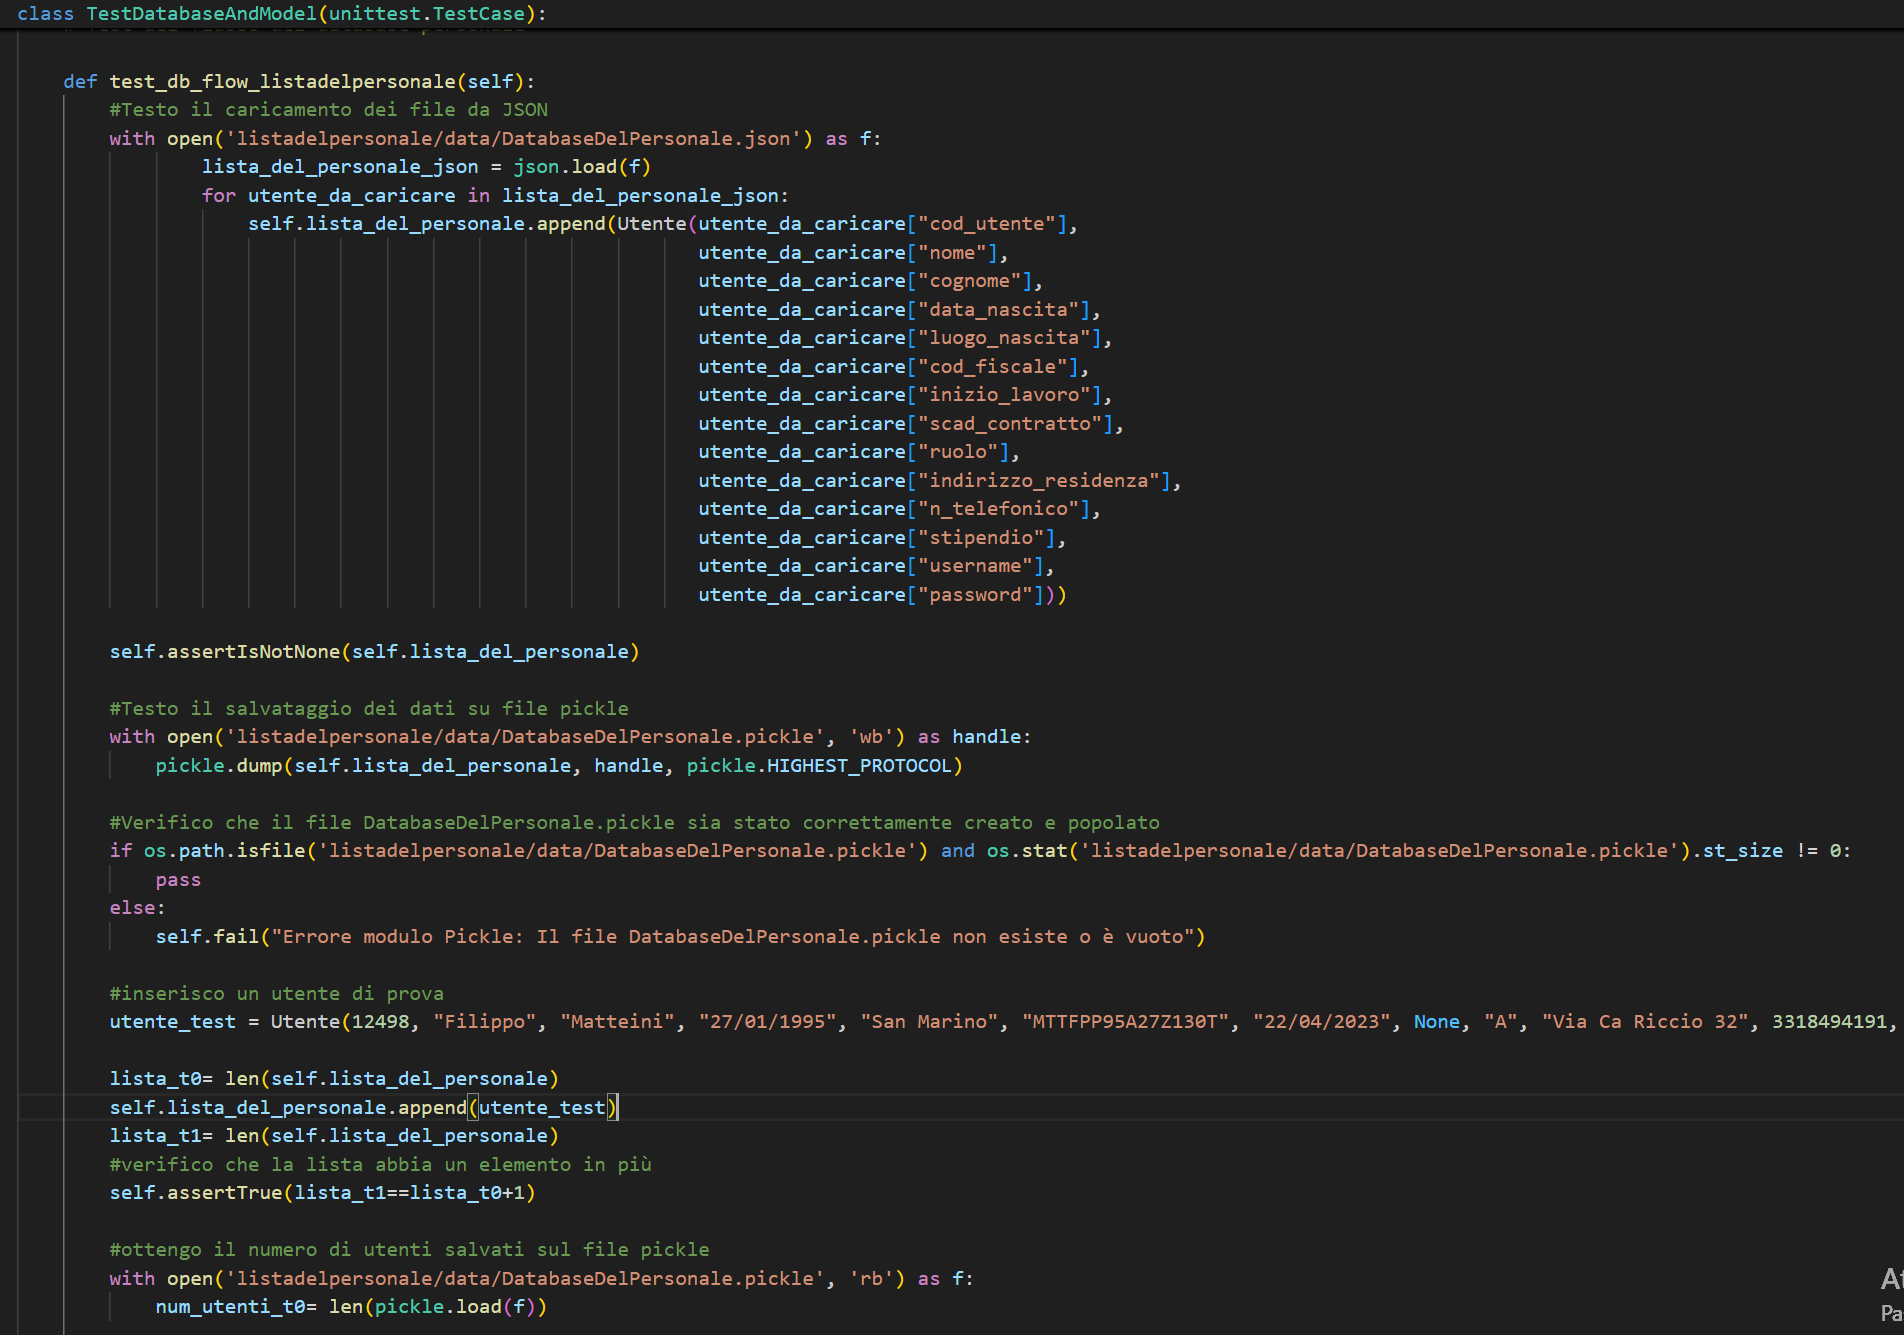 class TestDatabaseAndModel(unittest.TestCase):
def test_db_flow_listadelpersonale(self):
#Testo il caricamento dei file da JSON
with open('listadelpersonale/data/DatabaseDelPersonale.json') as f:
lista_del_personale_json = json.load(f)
for utente_da_caricare in lista_del_personale_json:
self.lista_del_personale.append(Utente(utente_da_caricare["cod_utente"],
utente_da_caricare["nome"],
utente_da_caricare["cognome"],
utente_da_caricare["data_nascita"],
utente_da_caricare["luogo_nascita"],
utente_da_caricare["cod_fiscale"],
utente_da_caricare["inizio_lavoro"],
utente_da_caricare["scad_contratto"],
utente_da_caricare["ruolo"],
utente_da_caricare["indirizzo_residenza"],
utente_da_caricare["n_telefonico"],
utente_da_caricare["stipendio"],
utente_da_caricare["username"],
utente_da_caricare["password"]))
self.assertIsNotNone(self.lista_del_personale)
#Testo il salvataggio dei dati su file pickle
with open('listadelpersonale/data/DatabaseDelPersonale.pickle', 'wb') as handle:
pickle.dump(self.lista_del_personale, handle, pickle.HIGHEST_PROTOCOL)
#Verifico che il file DatabaseDelPersonale.pickle sia stato correttamente creato e popolato
if os.path.isfile('listadelpersonale/data/DatabaseDelPersonale.pickle') and os.stat('listadelpersonale/data/DatabaseDelPersonale.pickle').st_size != 0:
pass
else:
self.fail("Errore modulo Pickle: Il file DatabaseDelPersonale.pickle non esiste o è vuoto")
#inserisco un utente di prova
utente_test = Utente(12498, "Filippo", "Matteini", "27/01/1995", "San Marino", "MTTFPP95A27Z130T", "22/04/2023", None, "A", "Via Ca Riccio 32", 3318494191,
lista_t0= len(self.lista_del_personale)
self.lista_del_personale.append(utente_test)
lista_t1= len(self.lista_del_personale)
#verifico che la lista abbia un elemento in più
self.assertTrue(lista_t1==lista_t0+1)
#ottengo il numero di utenti salvati sul file pickle
with open('listadelpersonale/data/DatabaseDelPersonale.pickle', 'rb') as f:
num_utenti_t0= len(pickle.load(f))